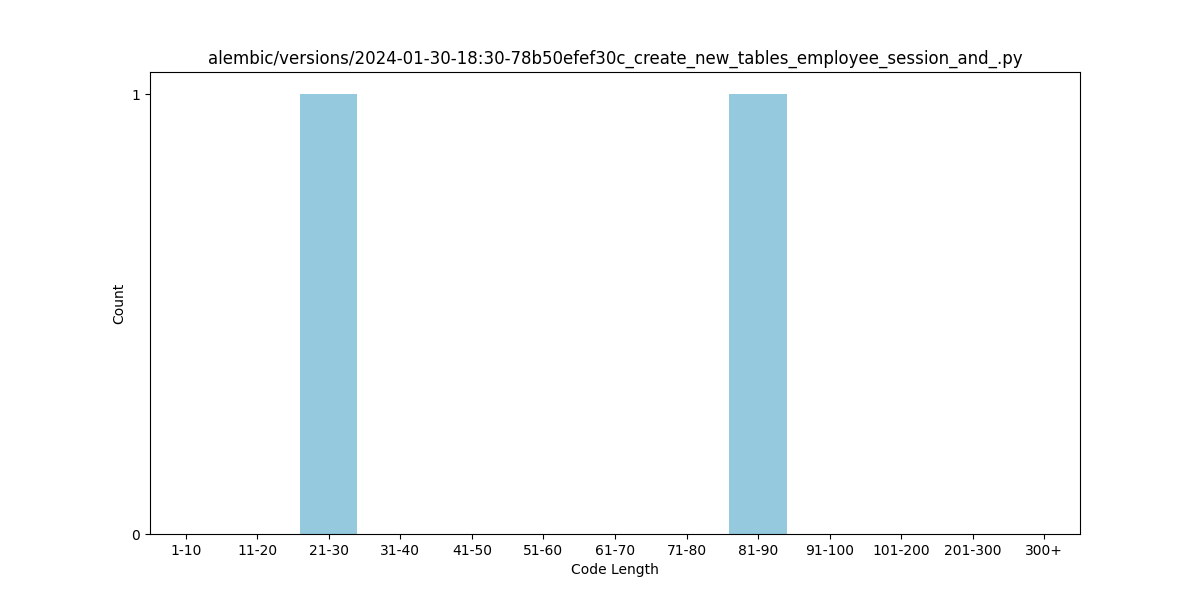 alembic/versions/2024-01-30-18:30-78b50efef30c_create_new_tables_employee_session_and_.py
1
Count
0
1-10 11-20 21-30 31-40 41-50 51-60 61-70 71-80 81-90 91-100 101-200 201-300 300+
Code Length